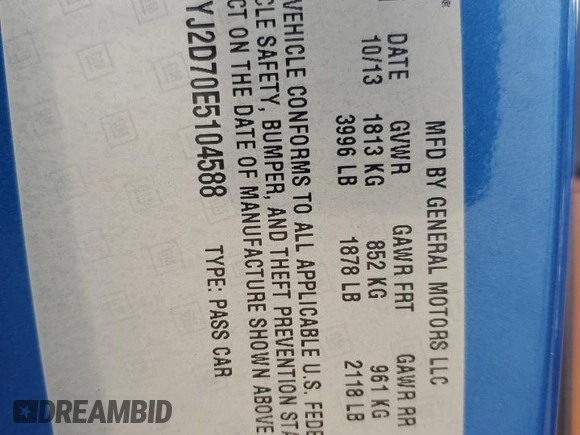 MFD BY GENERAL MOTORS LLC
DATE GVWR GAWR FRT GAWR RR
10/13 1813 KG 852 KG 961 KG
3996 LB 1878 LB 2118 LB
VEHICLE CONFORMS TO ALL APPLICABLE U.S. FEDE
CLE SAFETY, BUMPER, AND THEFT PREVENTION STA
CT ON THE DATE OF MANUFACTURE SHOWN ABOVE
YJ2D70E5104588 TYPE: PASS CAR
DREAMBID